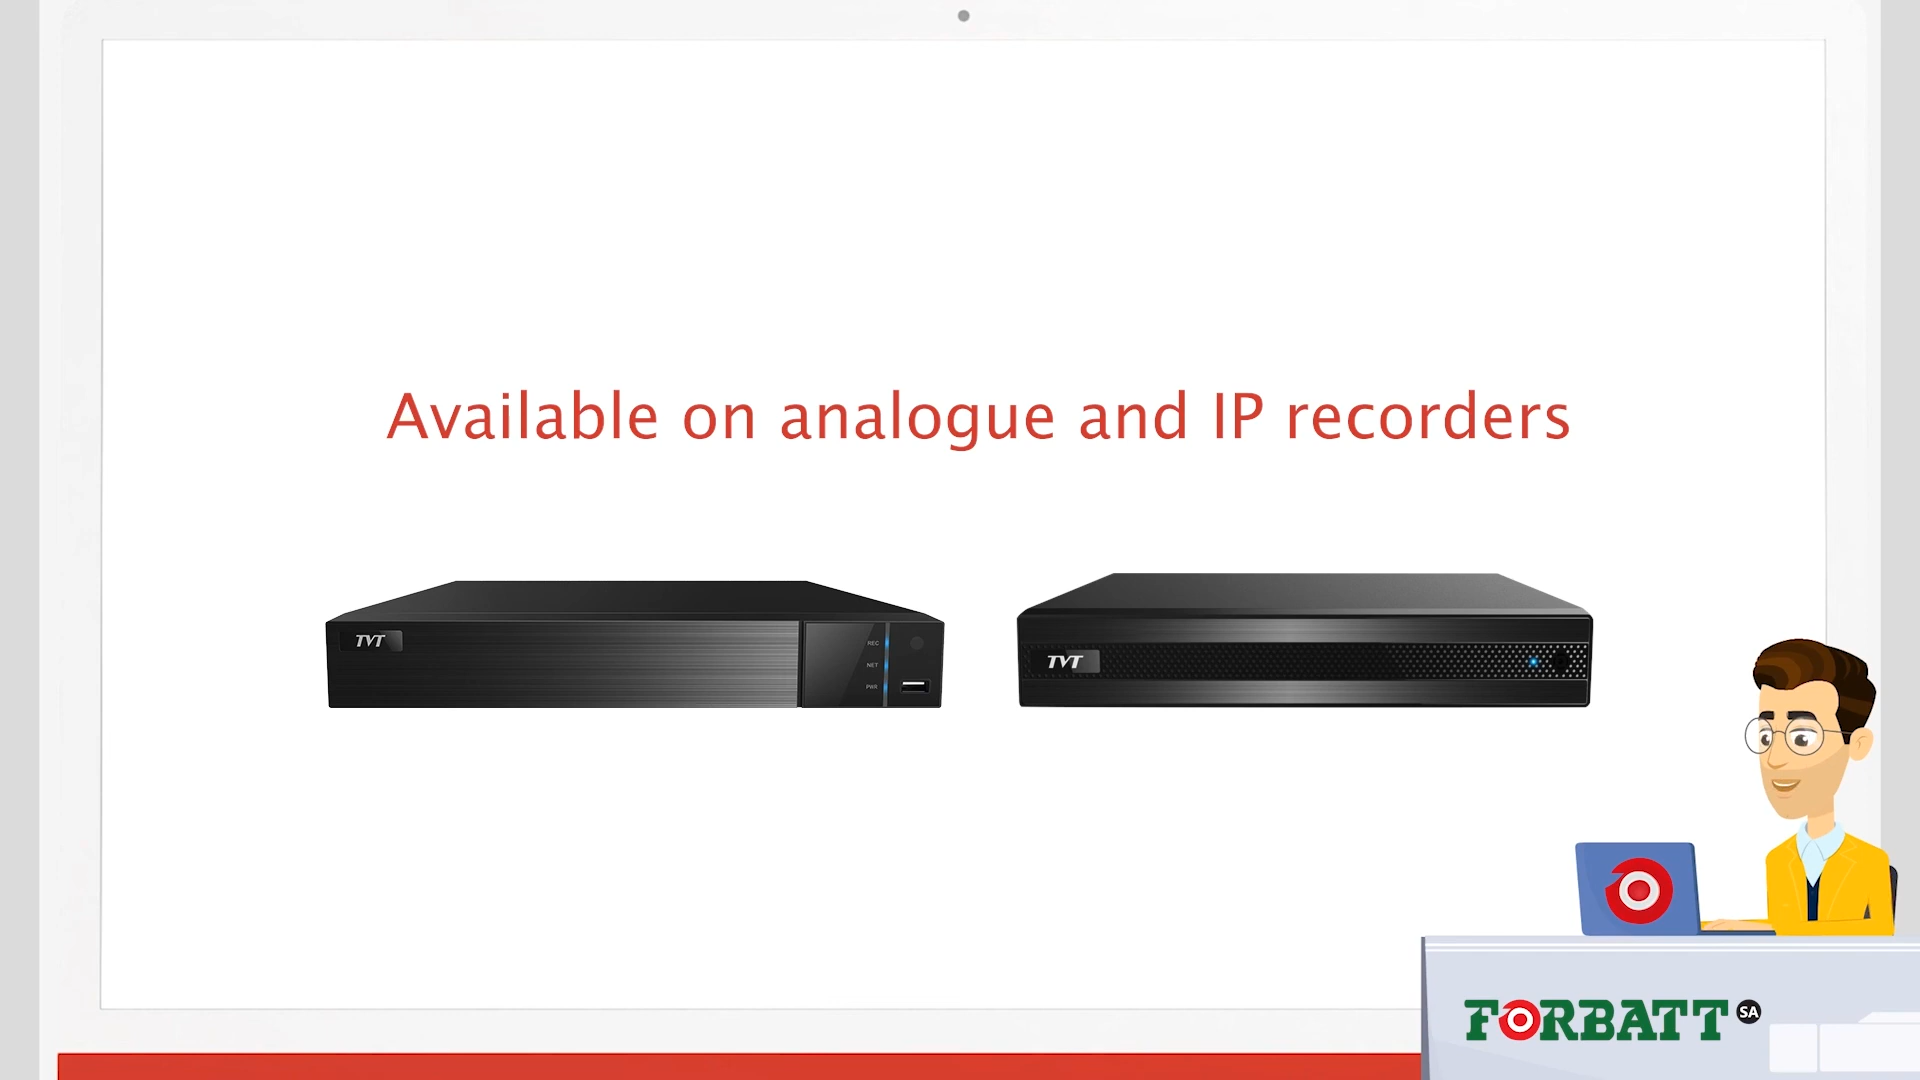 Available on analogue and IP recorders
TVT
REC
NET
PWR
TVT
FORBATT SA